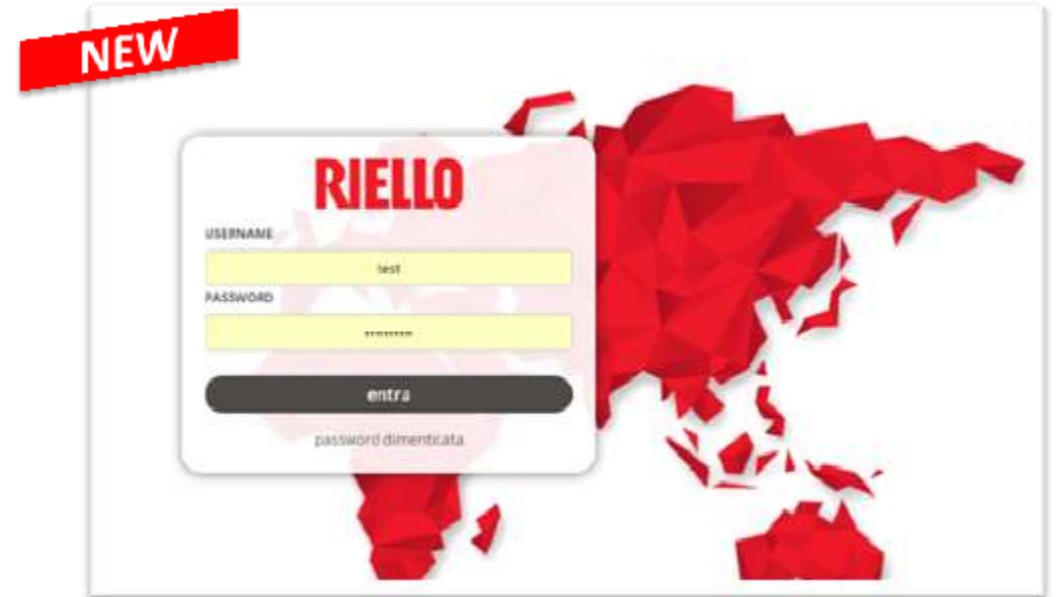 NEW
RIELLO
USERNAME
test
PASSWORD
entra
password dimenticata